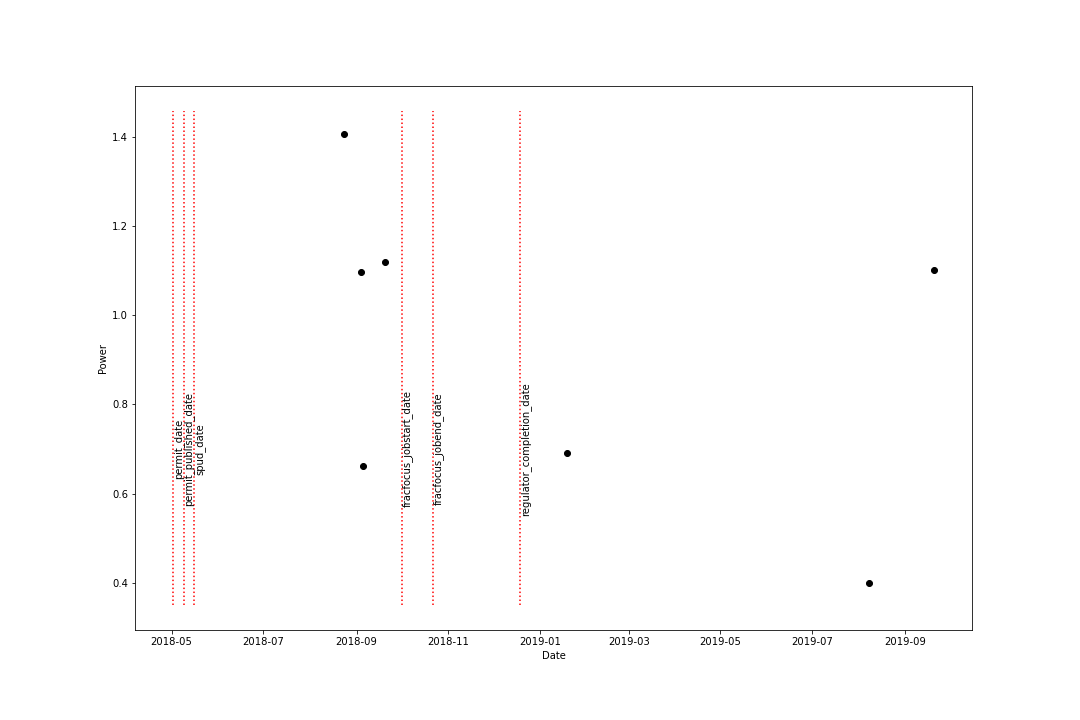 1.4
1.2
1.0
0.8
0.6
0.4
Power
permit_date
permit_published_date
spud_date
fracfocus_jobstart_date
fracfocus_jobend_date
regulator_completion_date
2018-05
2018-07
2018-09
2018-11
2019-01
2019-03
2019-05
2019-07
2019-09
Date